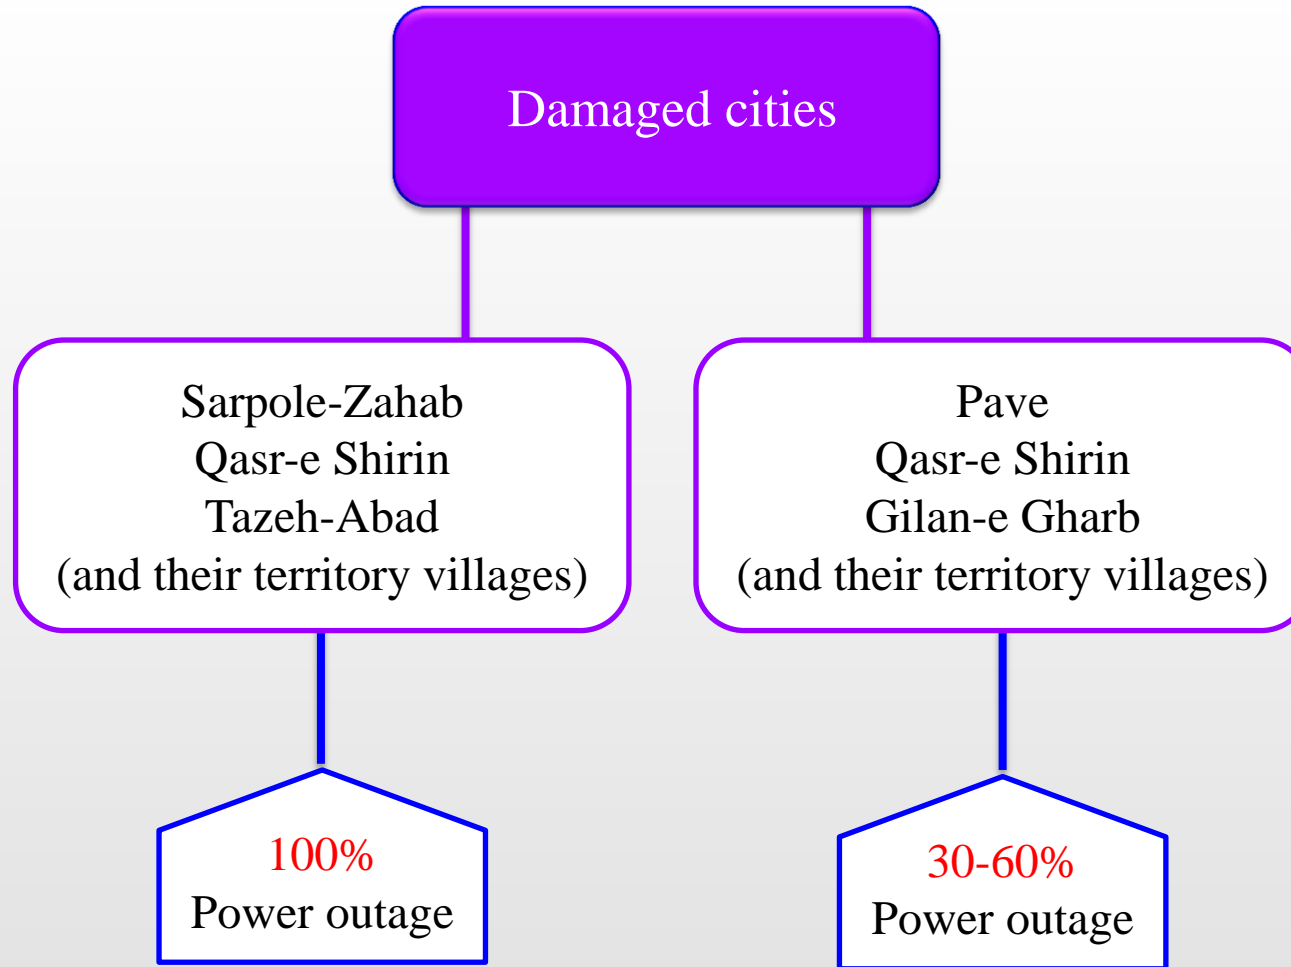 Damaged cities
Sarpole-Zahab
Qasr-e Shirin
Tazeh-Abad
(and their territory villages)
Pave
Qasr-e Shirin
Gilan-e Gharb
(and their territory villages)
100%
Power outage
30-60%
Power outage